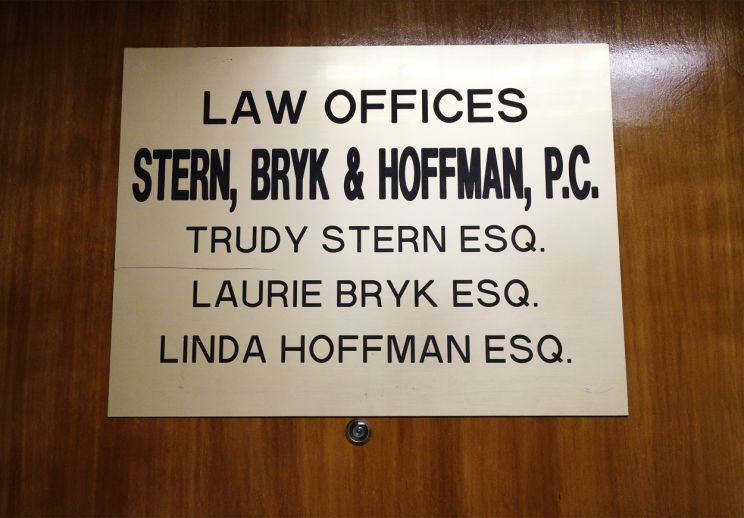 LAW OFFICES
STERN, BRYK & HOFFMAN, P.C.
TRUDY STERN ESQ.
LAURIE BRYK ESQ.
LINDA HOFFMAN ESQ.